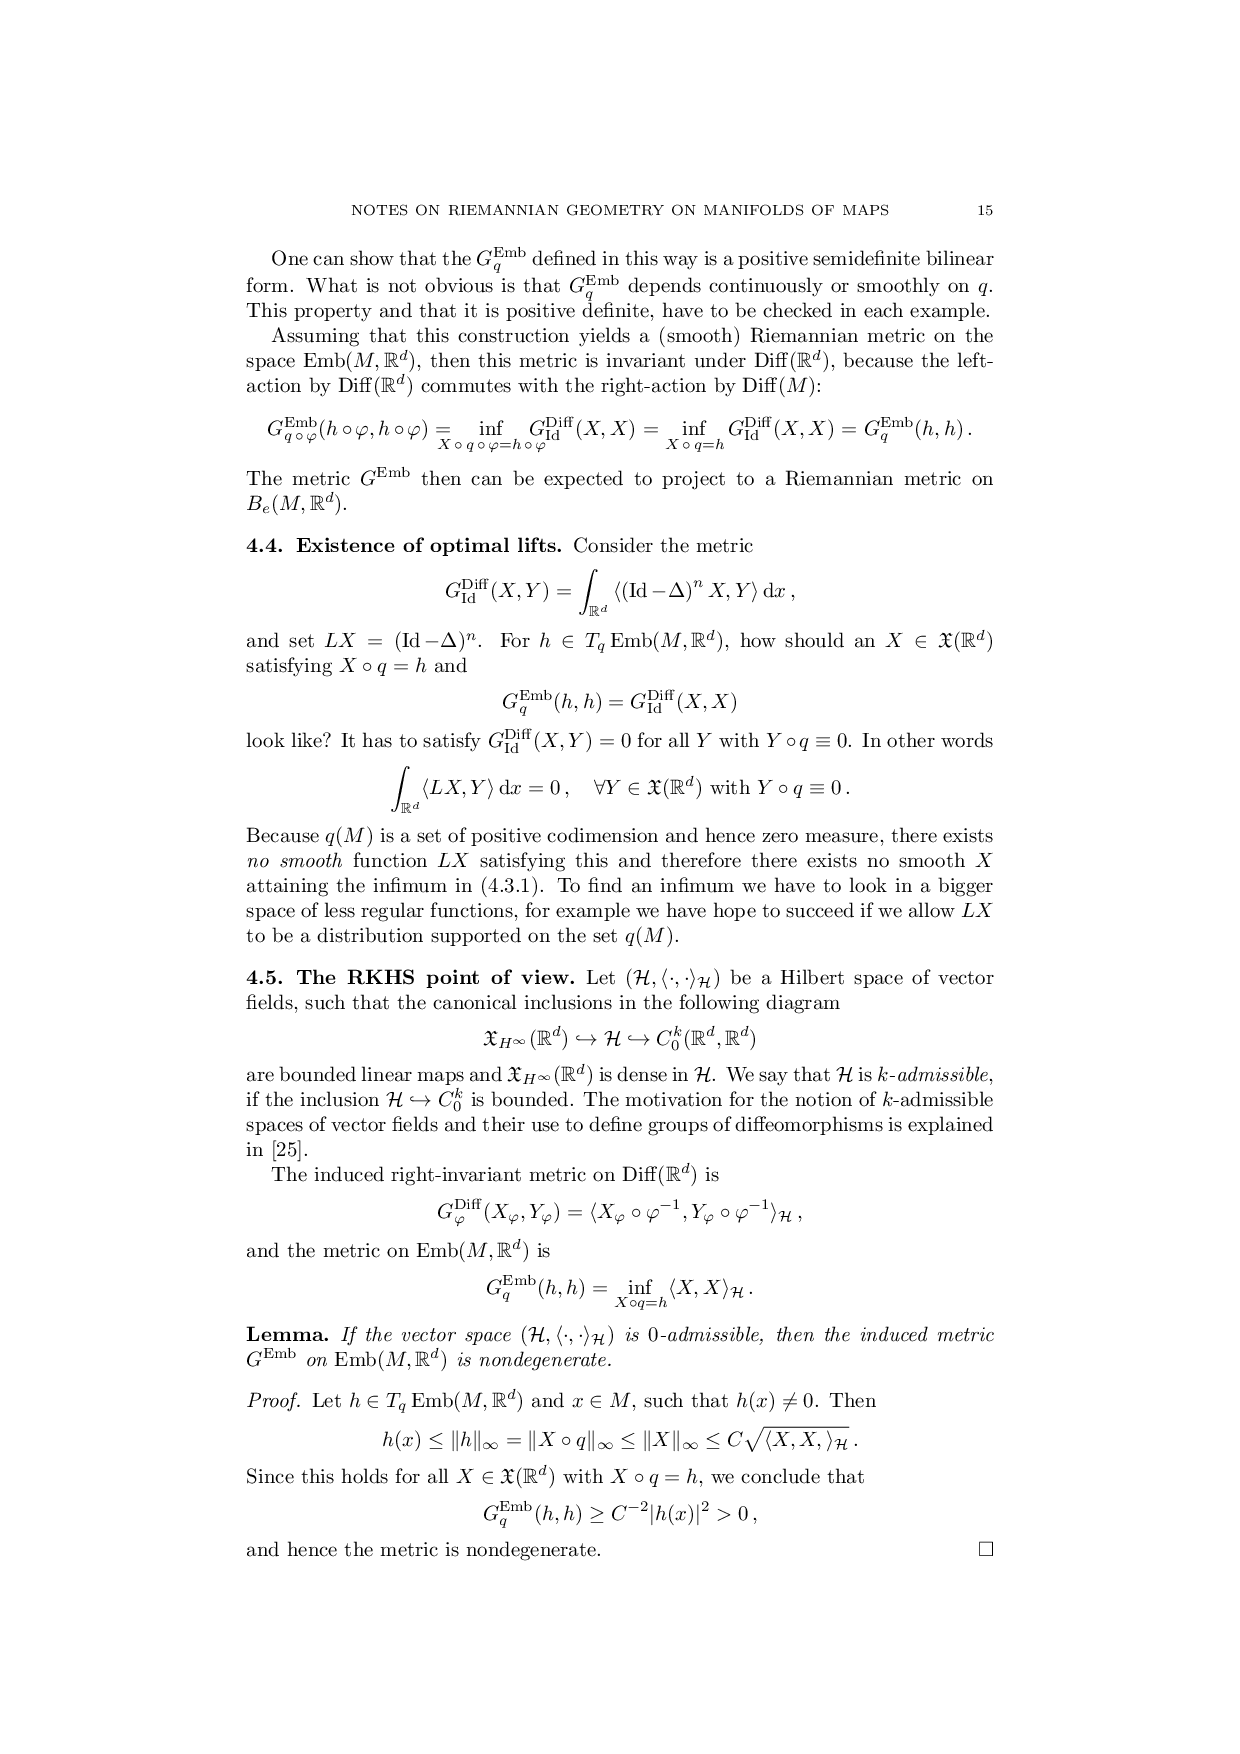 NOTES ON RIEMANNIAN GEOMETRY ON MANIFOLDS OF MAPS 15
One can show that the $G_q^{\mathrm{Emb}}$ defined in this way is a positive semidefinite bilinear
form. What is not obvious is that $G_q^{\mathrm{Emb}}$ depends continuously or smoothly on $q$.
This property and that it is positive definite, have to be checked in each example.
Assuming that this construction yields a (smooth) Riemannian metric on the
space $\mathrm{Emb}(M, \mathbb{R}^d)$, then this metric is invariant under $\mathrm{Diff}(\mathbb{R}^d)$, because the left-
action by $\mathrm{Diff}(\mathbb{R}^d)$ commutes with the right-action by $\mathrm{Diff}(M)$:
$G_{q \circ \varphi}^{\mathrm{Emb}}(h \circ \varphi, h \circ \varphi) = \inf_{X \circ q \circ \varphi = h \circ \varphi} G_{\mathrm{Id}}^{\mathrm{Diff}}(X, X) = \inf_{X \circ q = h} G_{\mathrm{Id}}^{\mathrm{Diff}}(X, X) = G_q^{\mathrm{Emb}}(h, h)\,.$
The metric $G^{\mathrm{Emb}}$ then can be expected to project to a Riemannian metric on
$B_e(M, \mathbb{R}^d)$.
4.4. Existence of optimal lifts. Consider the metric
$G_{\mathrm{Id}}^{\mathrm{Diff}}(X, Y) = \int_{\mathbb{R}^d} \langle (\mathrm{Id} - \Delta)^n X, Y \rangle \, \mathrm{d}x\,,$
and set $LX = (\mathrm{Id} - \Delta)^n$. For $h \in T_q \mathrm{Emb}(M, \mathbb{R}^d)$, how should an $X \in \mathfrak{X}(\mathbb{R}^d)$
satisfying $X \circ q = h$ and
$G_q^{\mathrm{Emb}}(h, h) = G_{\mathrm{Id}}^{\mathrm{Diff}}(X, X)$
look like? It has to satisfy $G_{\mathrm{Id}}^{\mathrm{Diff}}(X, Y) = 0$ for all $Y$ with $Y \circ q \equiv 0$. In other words
$\int_{\mathbb{R}^d} \langle LX, Y \rangle \, \mathrm{d}x = 0\,, \quad \forall Y \in \mathfrak{X}(\mathbb{R}^d) \text{ with } Y \circ q \equiv 0\,.$
Because $q(M)$ is a set of positive codimension and hence zero measure, there exists
no smooth function $LX$ satisfying this and therefore there exists no smooth $X$
attaining the infimum in (4.3.1). To find an infimum we have to look in a bigger
space of less regular functions, for example we have hope to succeed if we allow $LX$
to be a distribution supported on the set $q(M)$.
4.5. The RKHS point of view. Let $(\mathcal{H}, \langle \cdot, \cdot \rangle_{\mathcal{H}})$ be a Hilbert space of vector
fields, such that the canonical inclusions in the following diagram
$\mathfrak{X}_{H^\infty}(\mathbb{R}^d) \hookrightarrow \mathcal{H} \hookrightarrow C_0^k(\mathbb{R}^d, \mathbb{R}^d)$
are bounded linear maps and $\mathfrak{X}_{H^\infty}(\mathbb{R}^d)$ is dense in $\mathcal{H}$. We say that $\mathcal{H}$ is k-admissible,
if the inclusion $\mathcal{H} \hookrightarrow C_0^k$ is bounded. The motivation for the notion of $k$-admissible
spaces of vector fields and their use to define groups of diffeomorphisms is explained
in [25].
The induced right-invariant metric on $\mathrm{Diff}(\mathbb{R}^d)$ is
$G_\varphi^{\mathrm{Diff}}(X_\varphi, Y_\varphi) = \langle X_\varphi \circ \varphi^{-1}, Y_\varphi \circ \varphi^{-1} \rangle_{\mathcal{H}}\,,$
and the metric on $\mathrm{Emb}(M, \mathbb{R}^d)$ is
$G_q^{\mathrm{Emb}}(h, h) = \inf_{X \circ q = h} \langle X, X \rangle_{\mathcal{H}}\,.$
Lemma. If the vector space $(\mathcal{H}, \langle \cdot, \cdot \rangle_{\mathcal{H}})$ is 0-admissible, then the induced metric
$G^{\mathrm{Emb}}$ on $\mathrm{Emb}(M, \mathbb{R}^d)$ is nondegenerate.
Proof. Let $h \in T_q \mathrm{Emb}(M, \mathbb{R}^d)$ and $x \in M$, such that $h(x) \neq 0$. Then
$h(x) \leq \|h\|_\infty = \|X \circ q\|_\infty \leq \|X\|_\infty \leq C \sqrt{\langle X, X, \rangle_{\mathcal{H}}}\,.$
Since this holds for all $X \in \mathfrak{X}(\mathbb{R}^d)$ with $X \circ q = h$, we conclude that
$G_q^{\mathrm{Emb}}(h, h) \geq C^{-2} |h(x)|^2 > 0\,,$
and hence the metric is nondegenerate. □